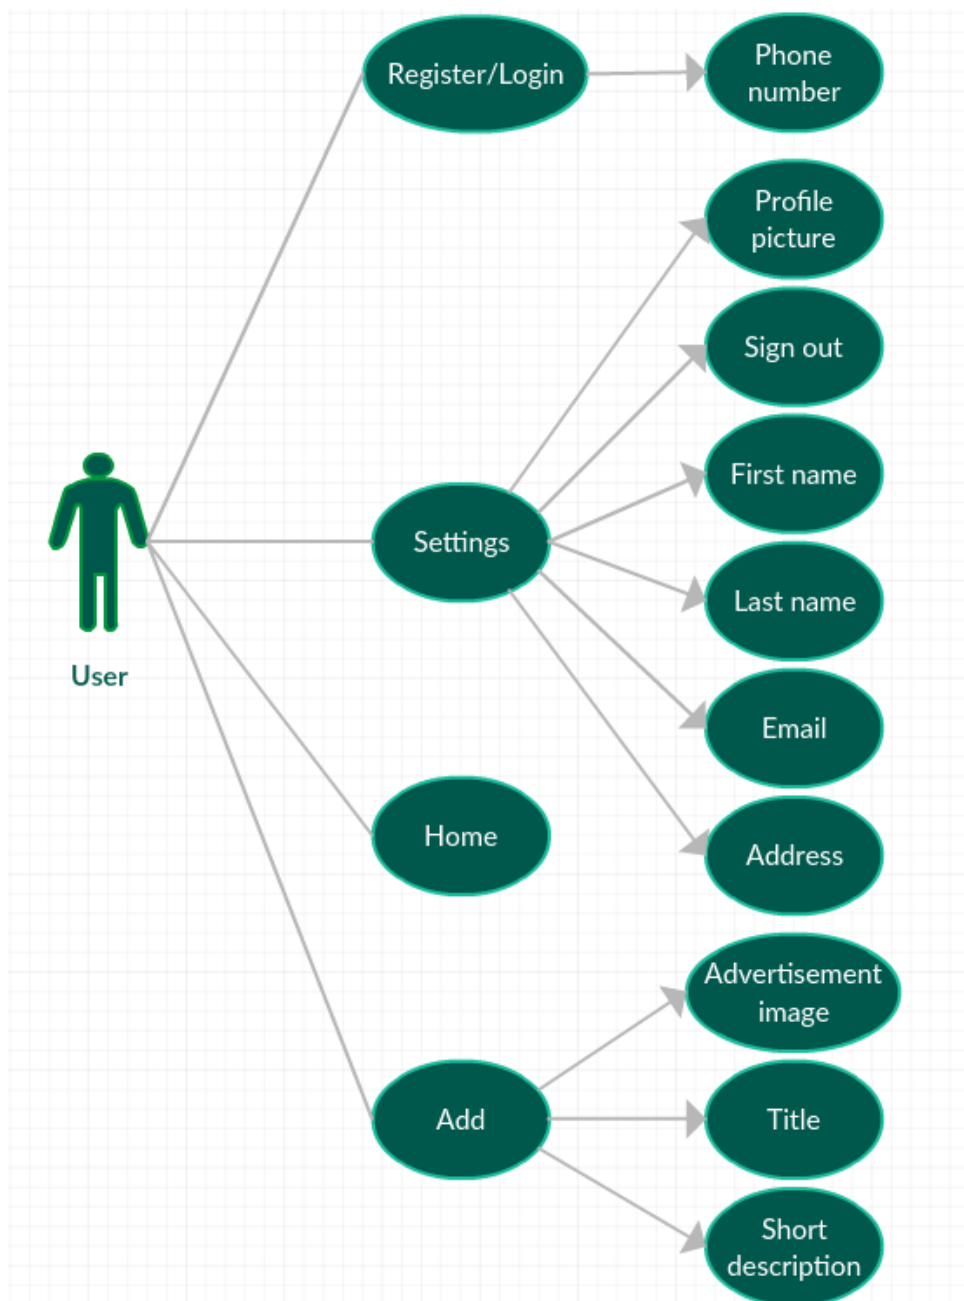 Register/Login
Phone
number
Profile
picture
Sign out
First name
Settings
Last name
User
Email
Home
Address
Advertisement
image
Add
Title
Short
description